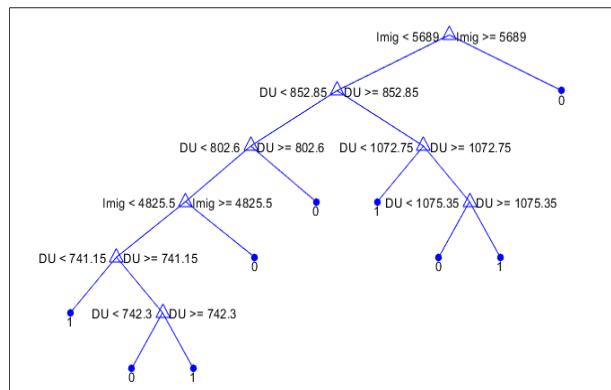 Imig < 5689 Imig >= 5689
DU < 852.85 DU >= 852.85
0
DU < 802.6 DU >= 802.6 DU < 1072.75 DU >= 1072.75
Imig < 4825.5 Imig >= 4825.5 0 1 DU < 1075.35 DU >= 1075.35
DU < 741.15 DU >= 741.15 0 0 1
1 DU < 742.3 DU >= 742.3
0 1